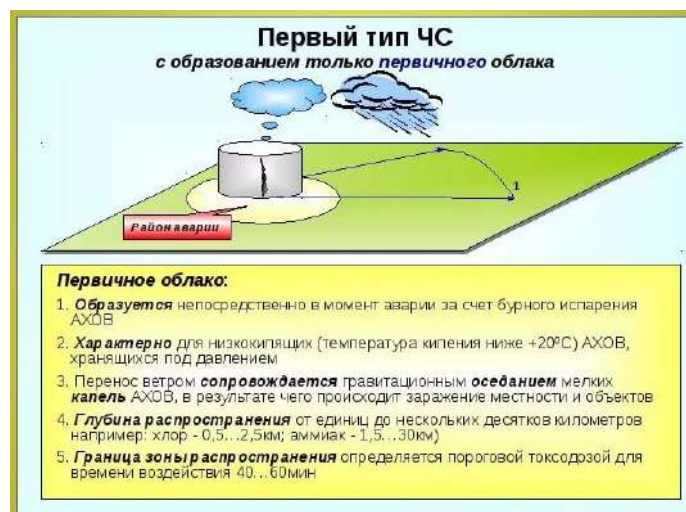 Первый тип ЧС
с образованием только первичного облака
1
Район аварии
Первичное облако:
1. Образуется непосредственно в момент аварии за счет бурного испарения
АХОВ
2. Характерно для низкокипящих (температура кипения ниже +20⁰С) АХОВ,
хранящихся под давлением
3. Перенос ветром сопровождается гравитационным оседанием мелких
капель АХОВ, в результате чего происходит заражение местности и объектов
4. Глубина распространения от единиц до нескольких десятков километров
например: хлор - 0,5…2,5км; аммиак - 1,5…30км)
5. Граница зоны распространения определяется пороговой токсодозой для
времени воздействия 40…60мин